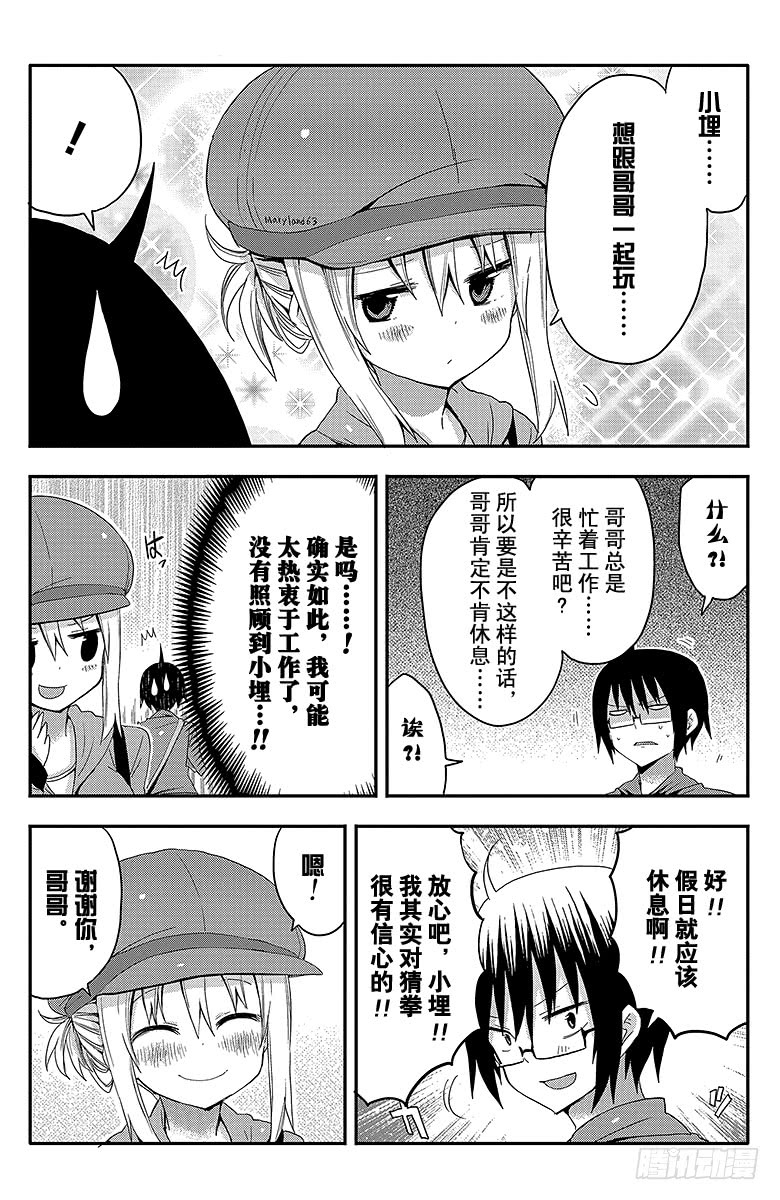 小埋……
想跟哥哥一起玩……
！
Maryland63
什么?!
哥哥总是
忙着工作……
很辛苦吧？
所以要是不这样的话，
哥哥肯定不肯休息……
诶?!
是吗……！
确实如此，我可能
太热衷于工作了，
没有照顾到小埋…!!
はっ
好!!
假日就应该
休息啊!!
放心吧，小埋
我其实对猜拳
很有信心的!!
カッ
嗯！
谢谢你，
哥哥。
腾讯动漫